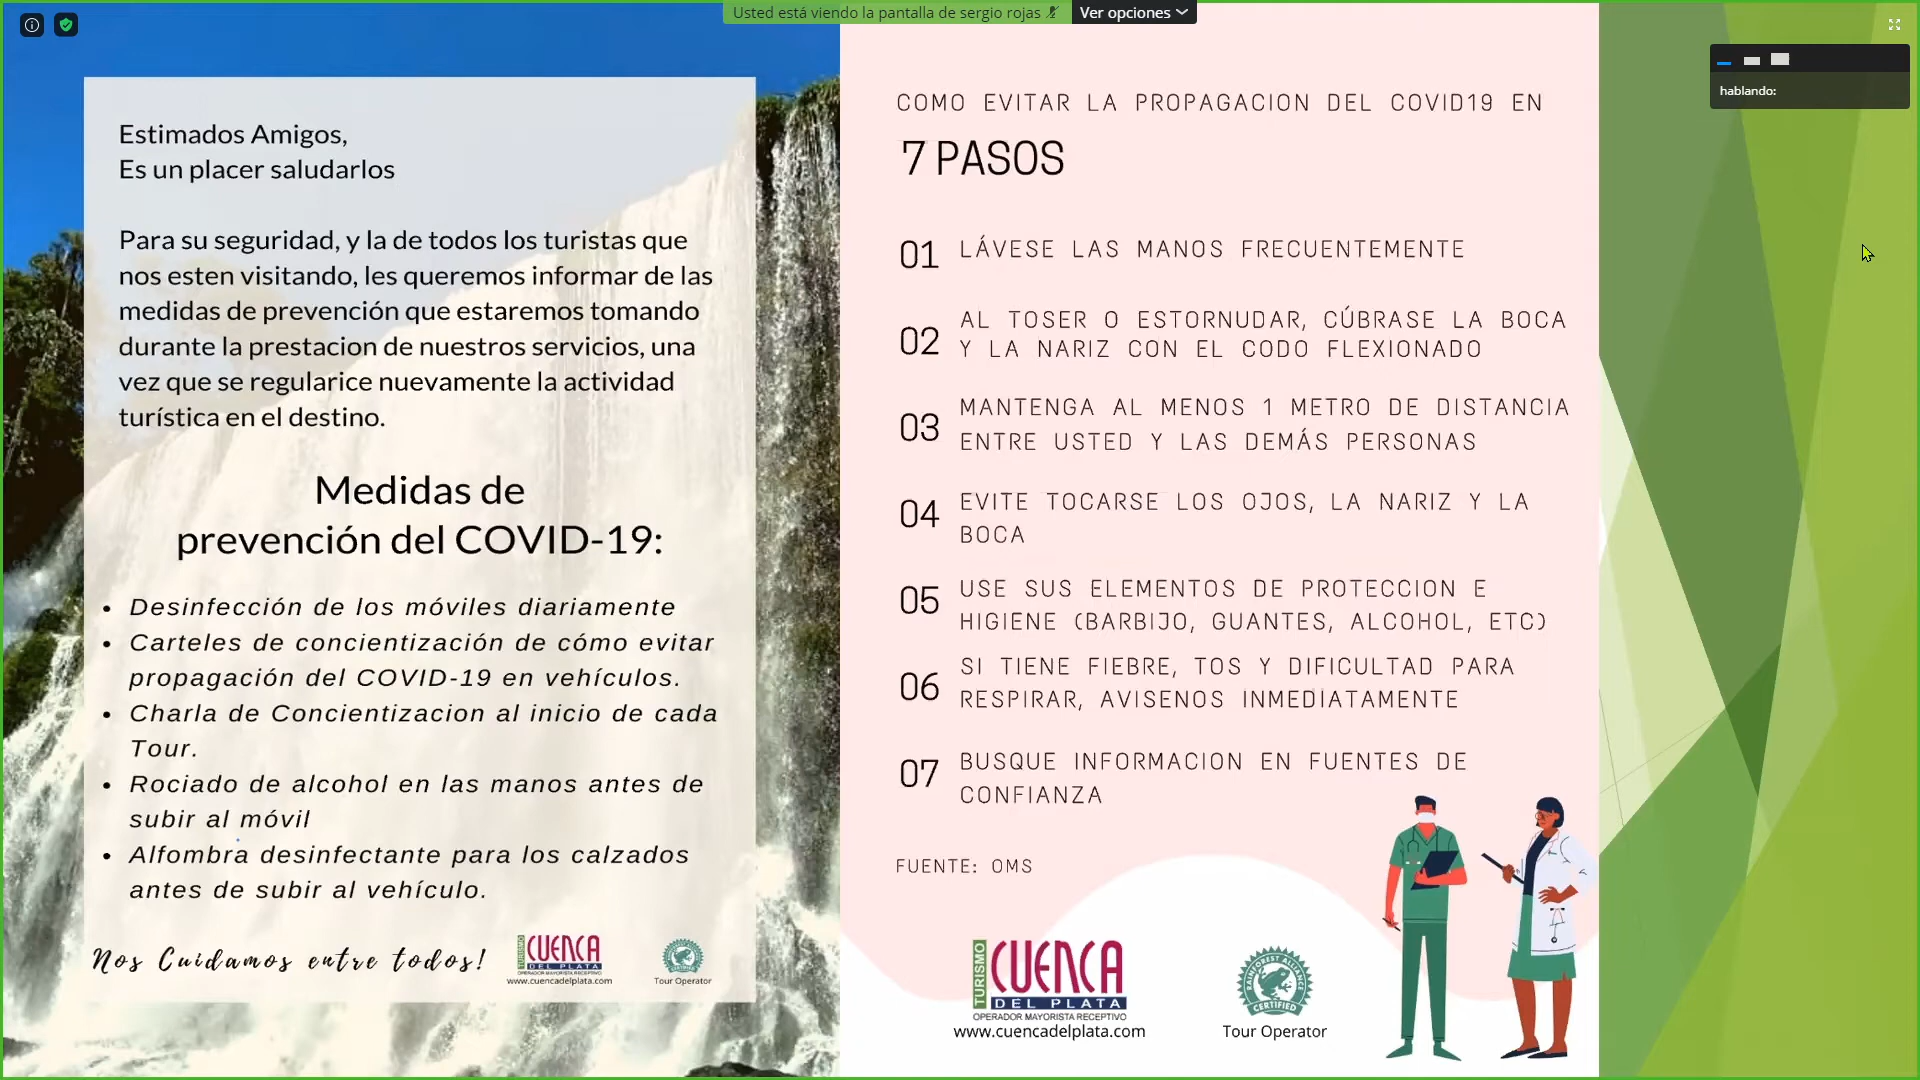 Usted está viendo la pantalla de sergio rojas
Ver opciones
hablando:
Estimados Amigos,
Es un placer saludarlos
Para su seguridad, y la de todos los turistas que
nos esten visitando, les queremos informar de las
medidas de prevención que estaremos tomando
durante la prestacion de nuestros servicios, una
vez que se regularice nuevamente la actividad
turística en el destino.
Medidas de
prevención del COVID-19:
• Desinfección de los móviles diariamente
• Carteles de concientización de cómo evitar
propagación del COVID-19 en vehículos.
• Charla de Concientizacion al inicio de cada
Tour.
• Rociado de alcohol en las manos antes de
subir al móvil
• Alfombra desinfectante para los calzados
antes de subir al vehículo.
Nos Cuidamos entre todos!
TURISMO
CUENCA
DEL PLATA
OPERADOR MAYORISTA RECEPTIVO
www.cuencadelplata.com
Tour Operator
COMO EVITAR LA PROPAGACION DEL COVID19 EN
7 PASOS
01 LÁVESE LAS MANOS FRECUENTEMENTE
02 AL TOSER O ESTORNUDAR, CÚBRASE LA BOCA
Y LA NARIZ CON EL CODO FLEXIONADO
03 MANTENGA AL MENOS 1 METRO DE DISTANCIA
ENTRE USTED Y LAS DEMÁS PERSONAS
04 EVITE TOCARSE LOS OJOS, LA NARIZ Y LA
BOCA
05 USE SUS ELEMENTOS DE PROTECCION E
HIGIENE (BARBIJO, GUANTES, ALCOHOL, ETC)
06 SI TIENE FIEBRE, TOS Y DIFICULTAD PARA
RESPIRAR, AVISENOS INMEDIATAMENTE
07 BUSQUE INFORMACION EN FUENTES DE
CONFIANZA
FUENTE: OMS
TURISMO
CUENCA
DEL PLATA
OPERADOR MAYORISTA RECEPTIVO
www.cuencadelplata.com
RAINFOREST ALLIANCE
CERTIFIED
Tour Operator